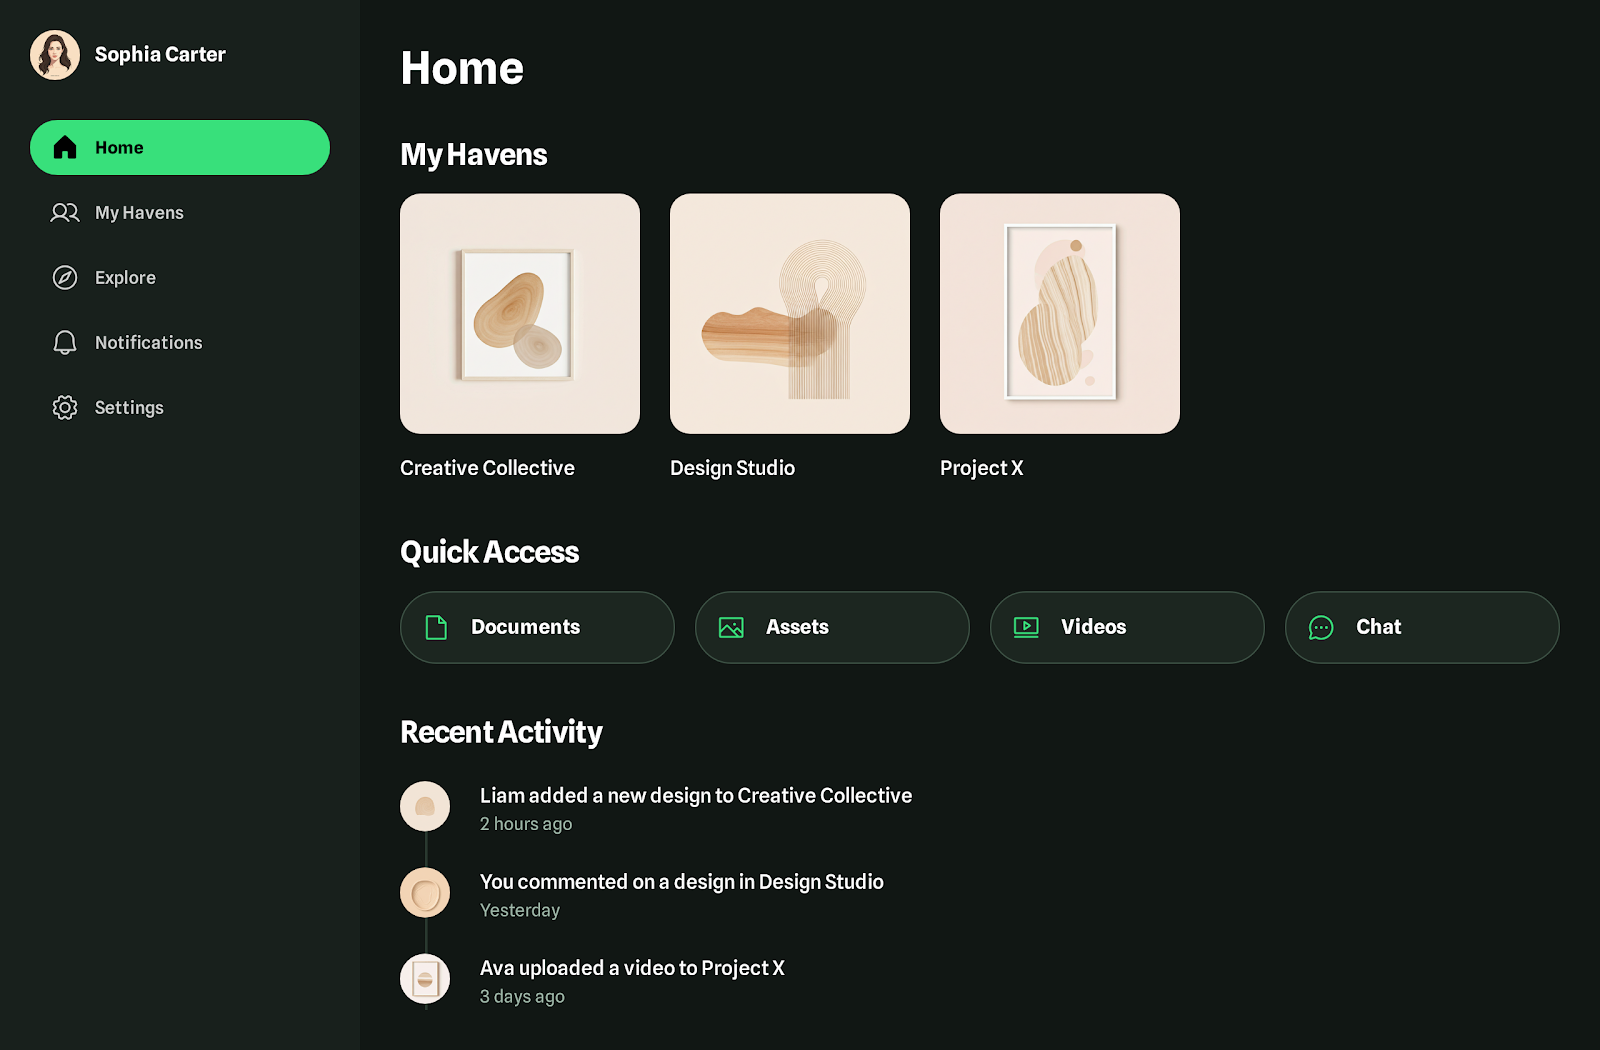 Sophia Carter
Home
My Havens
Explore
Notifications
Settings
Home
My Havens
Creative Collective
Design Studio
Project X
Quick Access
Documents
Assets
Videos
Chat
Recent Activity
Liam added a new design to Creative Collective
2 hours ago
You commented on a design in Design Studio
Yesterday
Ava uploaded a video to Project X
3 days ago